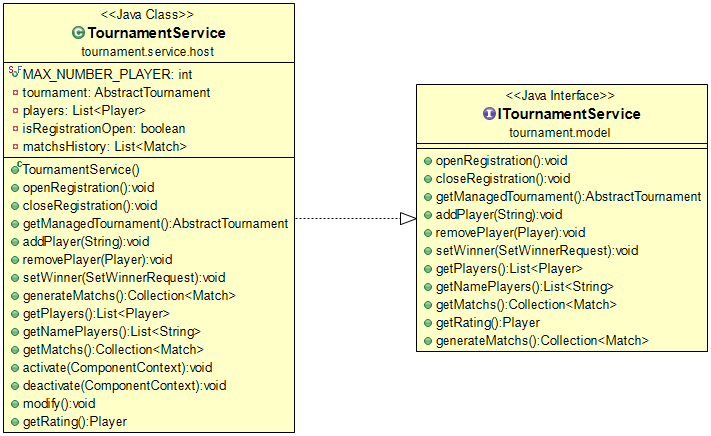 <<Java Class>>
TournamentService
tournament.service.host
MAX_NUMBER_PLAYER: int
tournament: AbstractTournament
players: List<Player>
isRegistrationOpen: boolean
matchsHistory: List<Match>
TournamentService()
openRegistration():void
closeRegistration():void
getManagedTournament():AbstractTournament
addPlayer(String):void
removePlayer(Player):void
setWinner(SetWinnerRequest):void
generateMatchs():Collection<Match>
getPlayers():List<Player>
getNamePlayers():List<String>
getMatchs():Collection<Match>
activate(ComponentContext):void
deactivate(ComponentContext):void
modify():void
getRating():Player
<<Java Interface>>
ITournamentService
tournament.model
openRegistration():void
closeRegistration():void
getManagedTournament():AbstractTournament
addPlayer(String):void
removePlayer(Player):void
setWinner(SetWinnerRequest):void
getPlayers():List<Player>
getNamePlayers():List<String>
getMatchs():Collection<Match>
getRating():Player
generateMatchs():Collection<Match>